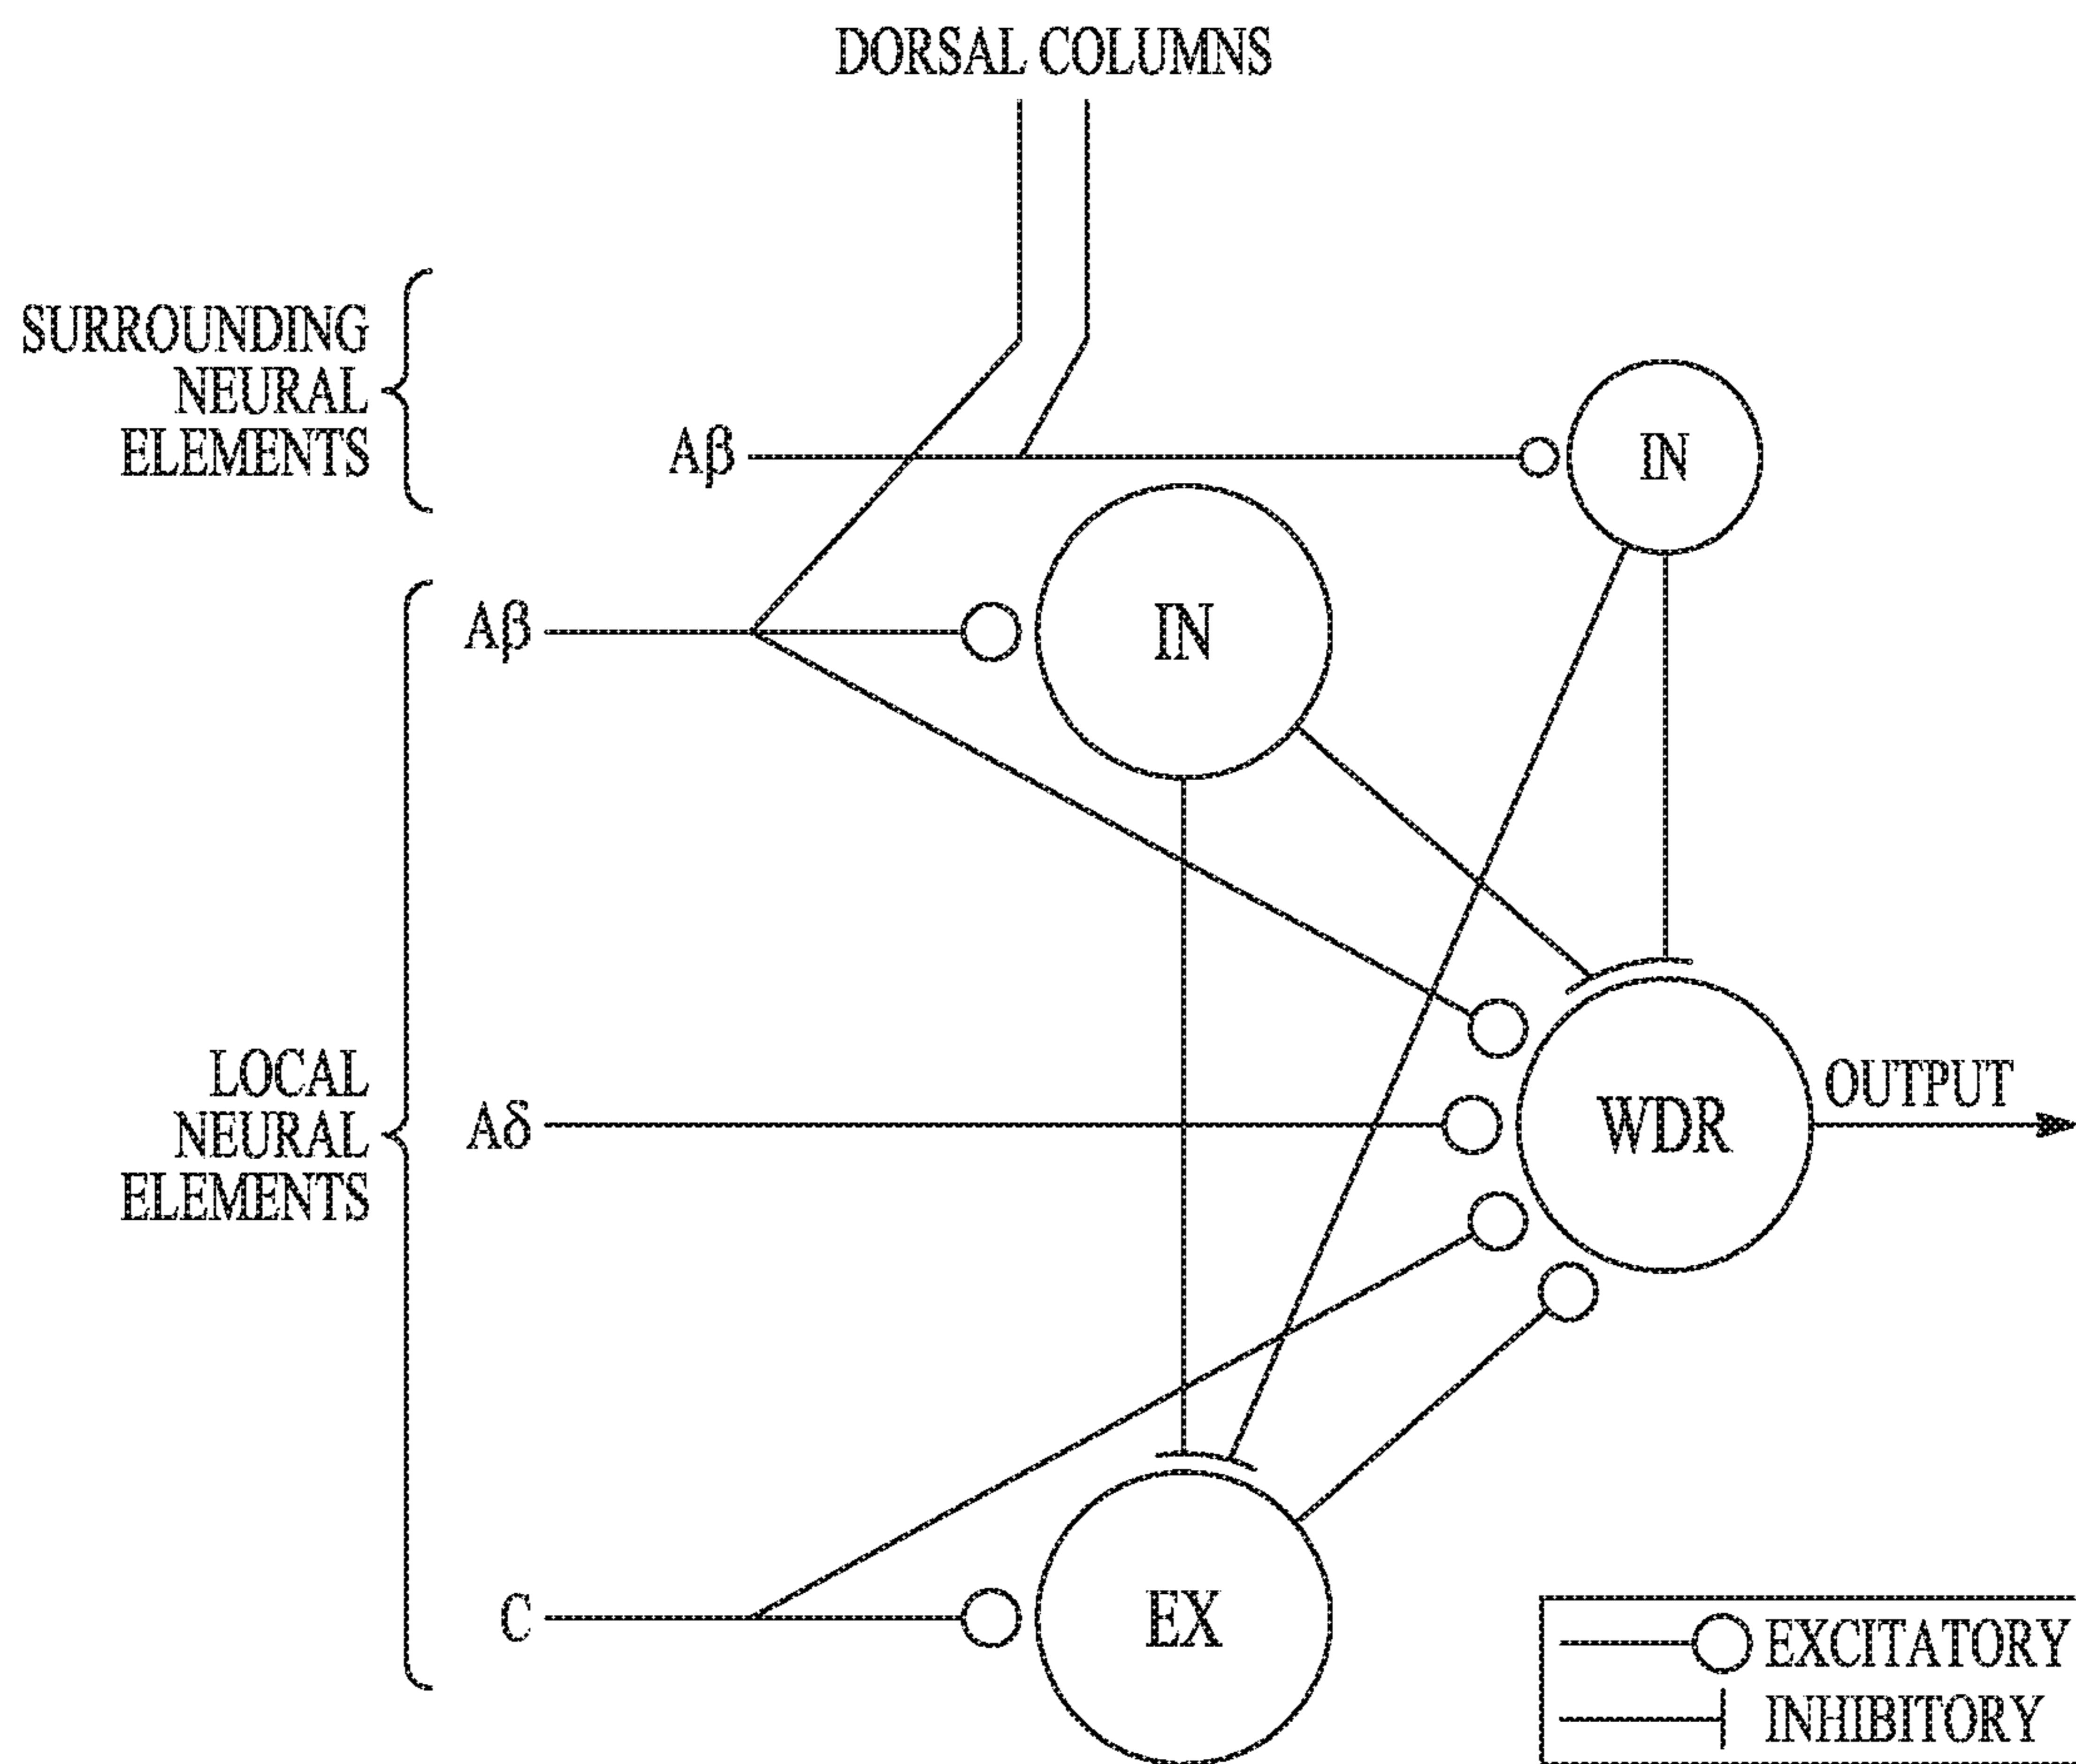 DORSAL COLUMNS
SURROUNDING
NEURAL
ELEMENTS
Aβ
IN
Aβ
IN
LOCAL
NEURAL
ELEMENTS
Aδ
WDR
OUTPUT
C
EX
EXCITATORY
INHIBITORY